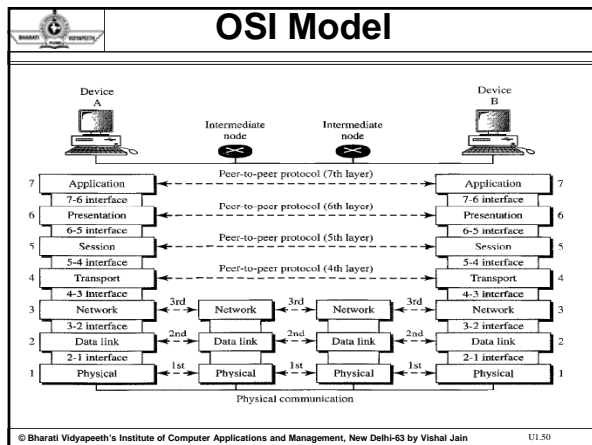 BHARATI
PUNE
VIDYAPEETH
OSI Model
Device
A
Device
B
Intermediate
node
Intermediate
node
7 Application Peer-to-peer protocol (7th layer) Application 7
7-6 interface 7-6 interface
6 Presentation Peer-to-peer protocol (6th layer) Presentation 6
6-5 interface 6-5 interface
5 Session Peer-to-peer protocol (5th layer) Session 5
5-4 interface 5-4 interface
4 Transport Peer-to-peer protocol (4th layer) Transport 4
4-3 interface 4-3 interface
3 Network 3rd Network 3rd Network 3rd Network 3
3-2 interface 3-2 interface
2 Data link 2nd Data link 2nd Data link 2nd Data link 2
2-1 interface 2-1 interface
1 Physical 1st Physical 1st Physical 1st Physical 1
Physical communication
© Bharati Vidyapeeth's Institute of Computer Applications and Management, New Delhi-63 by Vishal Jain U1.50